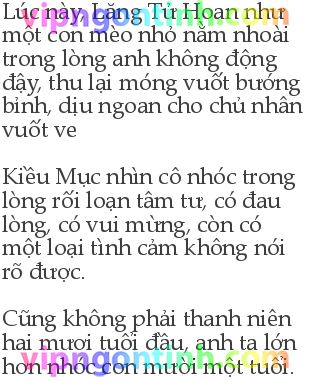 Lúc này, Lăng Tử Hoan như
một con mèo nhỏ nằm nhoài
trong lòng anh không động
đậy, thu lại móng vuốt bướng
bỉnh, dịu ngoan cho chủ nhân
vuốt ve
Kiều Mục nhìn cô nhóc trong
lòng rối loạn tâm tư, có đau
lòng, có vui mừng, còn có
một loại tình cảm không nói
rõ được.
Cũng không phải thanh niên
hai mươi tuổi đầu, anh ta lớn
hơn nhóc con mười một tuổi.
vipngontinh.com
vipngontinh.com